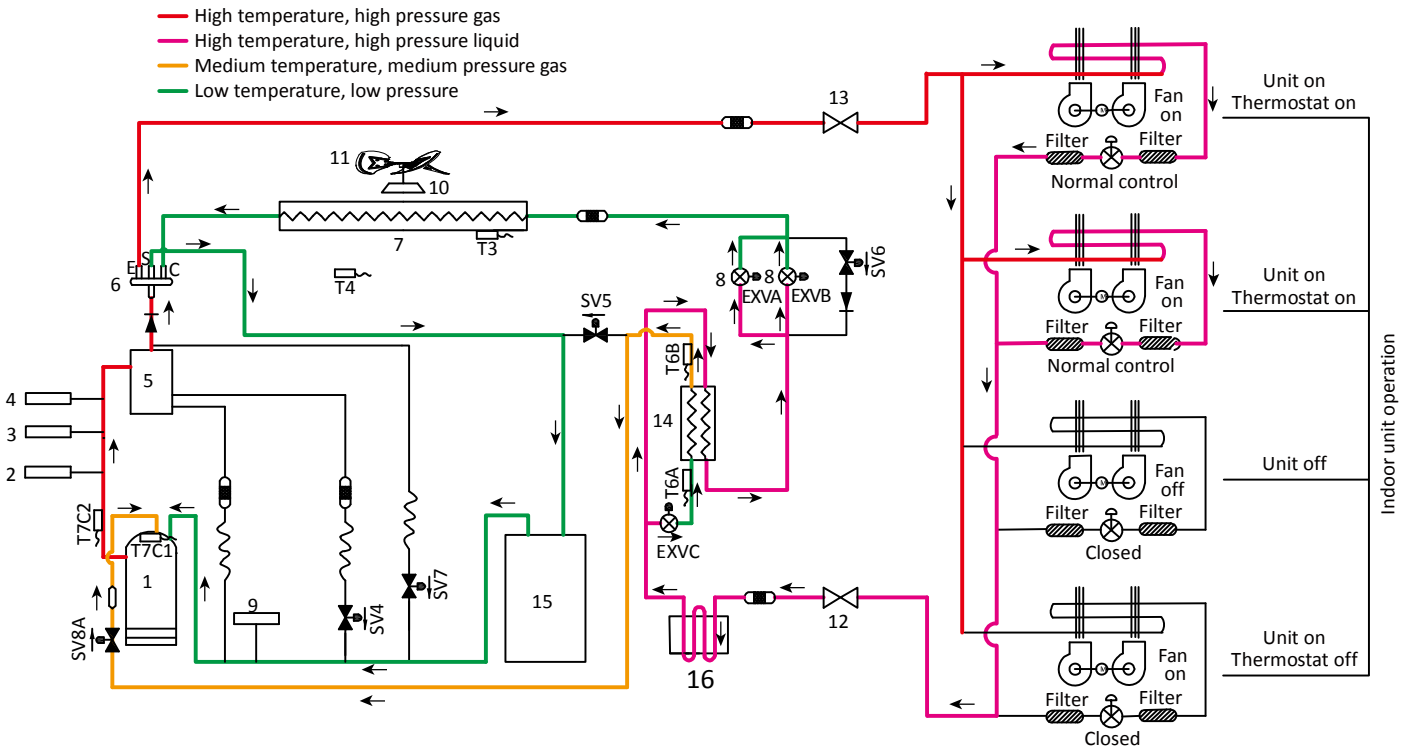 High temperature, high pressure gas
High temperature, high pressure liquid
Medium temperature, medium pressure gas
Low temperature, low pressure
13
Fan
on
Filter
Filter
Normal control
Unit on
Thermostat on
11
10
7
T3
T4
E
S
C
6
8
8
EXVA
EXVB
SV6
M
Fan
on
Filter
Filter
Normal control
Unit on
Thermostat on
SV5
T6B
5
4
3
2
14
T6A
EXVC
T7C2
T7C1
1
9
SV4
SV7
SV8A
15
M
Fan
off
Filter
Filter
Closed
Unit off
12
16
M
Fan
on
Filter
Filter
Closed
Unit on
Thermostat off
M
Indoor unit operation